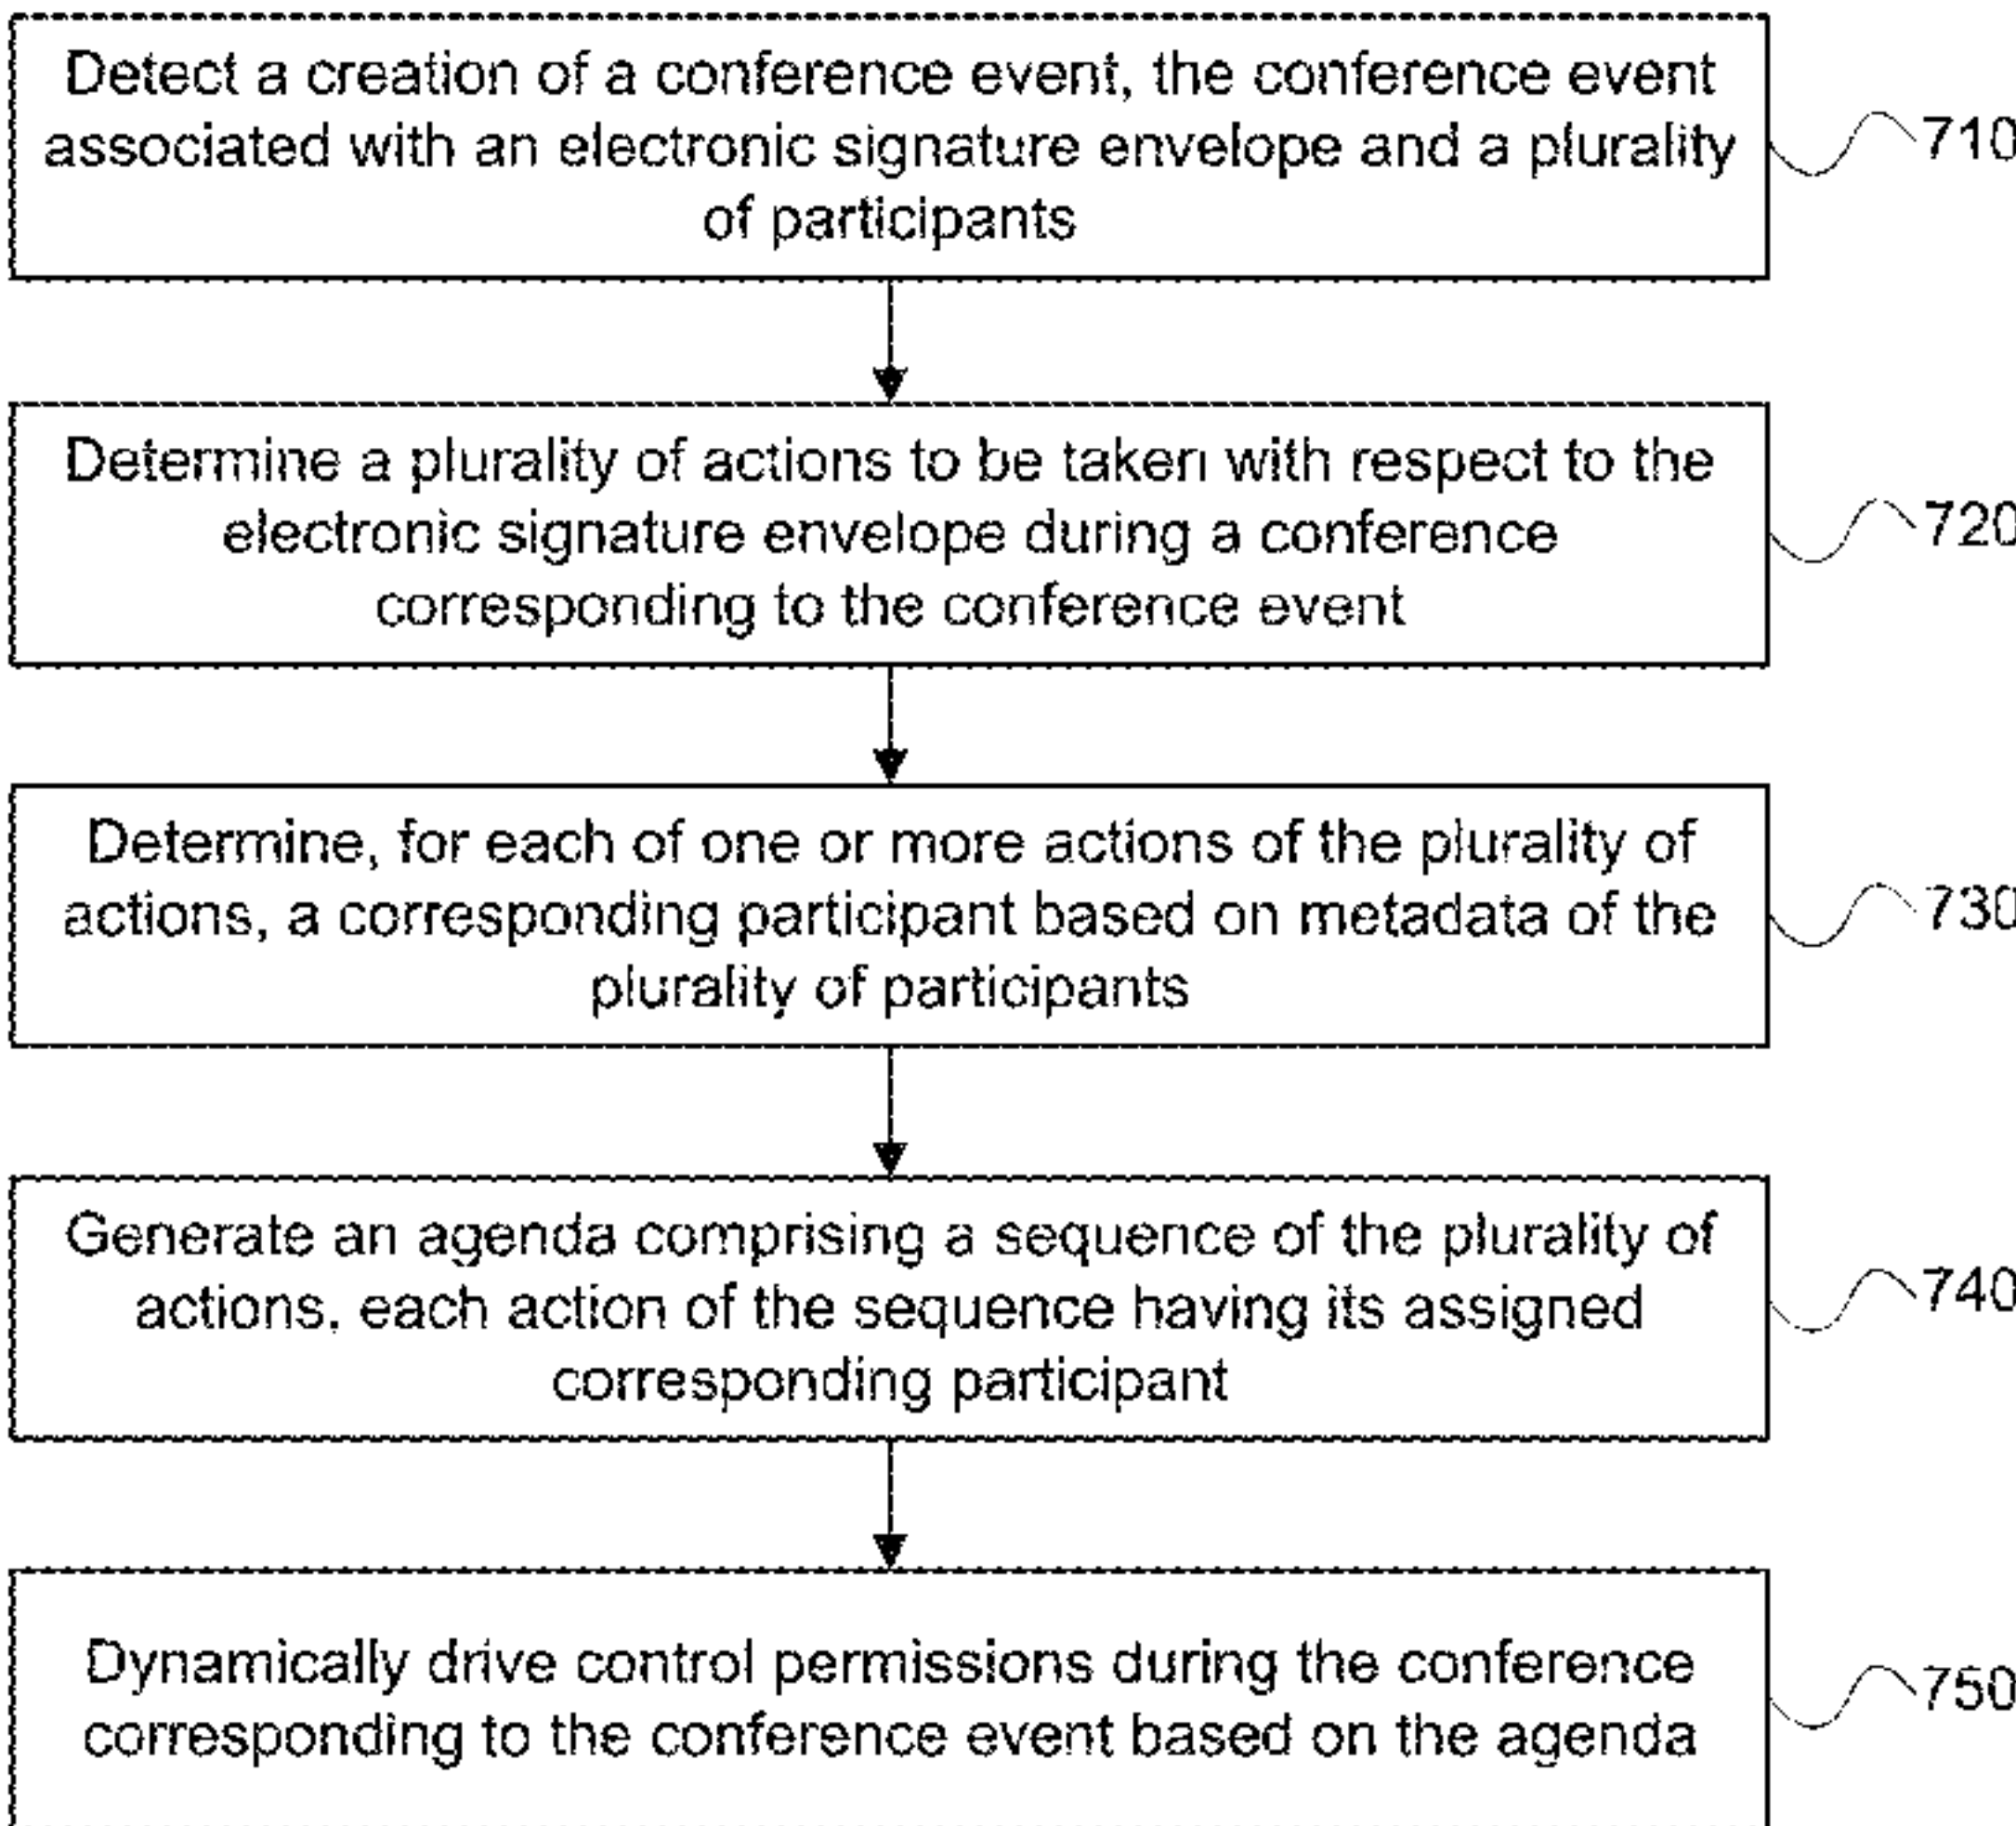 Detect a creation of a conference event, the conference event
associated with an electronic signature envelope and a plurality
of participants
710
Determine a plurality of actions to be taken with respect to the
electronic signature envelope during a conference
corresponding to the conference event
720
Determine, for each of one or more actions of the plurality of
actions, a corresponding participant based on metadata of the
plurality of participants
730
Generate an agenda comprising a sequence of the plurality of
actions, each action of the sequence having its assigned
corresponding participant
740
Dynamically drive control permissions during the conference
corresponding to the conference event based on the agenda
750